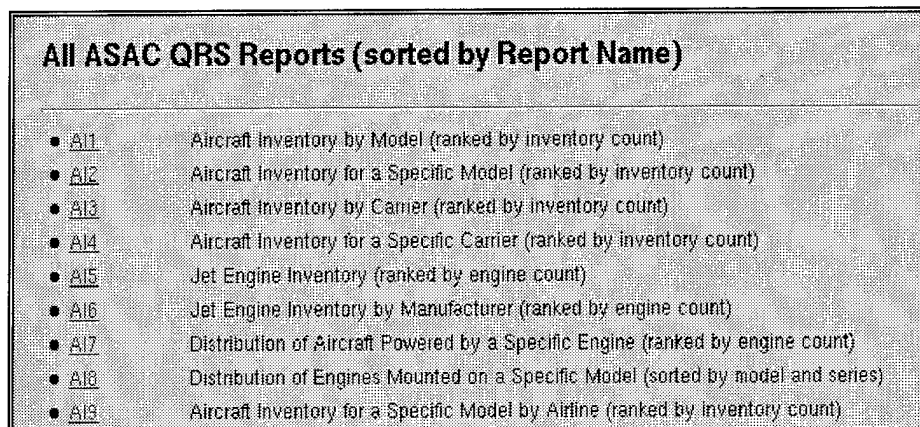 All ASAC QRS Reports (sorted by Report Name)
• AI1 Aircraft Inventory by Model (ranked by inventory count)
• AI2 Aircraft Inventory for a Specific Model (ranked by inventory count)
• AI3 Aircraft Inventory by Carrier (ranked by inventory count)
• AI4 Aircraft Inventory for a Specific Carrier (ranked by inventory count)
• AI5 Jet Engine Inventory (ranked by engine count)
• AI6 Jet Engine Inventory by Manufacturer (ranked by engine count)
• AI7 Distribution of Aircraft Powered by a Specific Engine (ranked by engine count)
• AI8 Distribution of Engines Mounted on a Specific Model (sorted by model and series)
• AI9 Aircraft Inventory for a Specific Model by Airline (ranked by Inventory count)